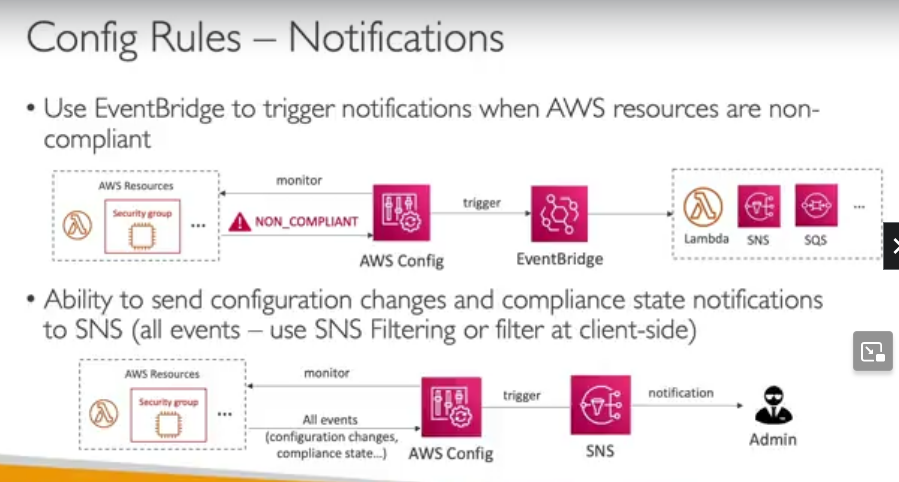 Config Rules – Notifications
• Use EventBridge to trigger notifications when AWS resources are non-
compliant
AWS Resources
Security group
...
monitor
NON_COMPLIANT
AWS Config
trigger
EventBridge
Lambda
SNS
SQS
...
• Ability to send configuration changes and compliance state notifications
to SNS (all events – use SNS Filtering or filter at client-side)
AWS Resources
Security group
...
monitor
All events
(configuration changes,
compliance state...)
AWS Config
trigger
SNS
notification
Admin